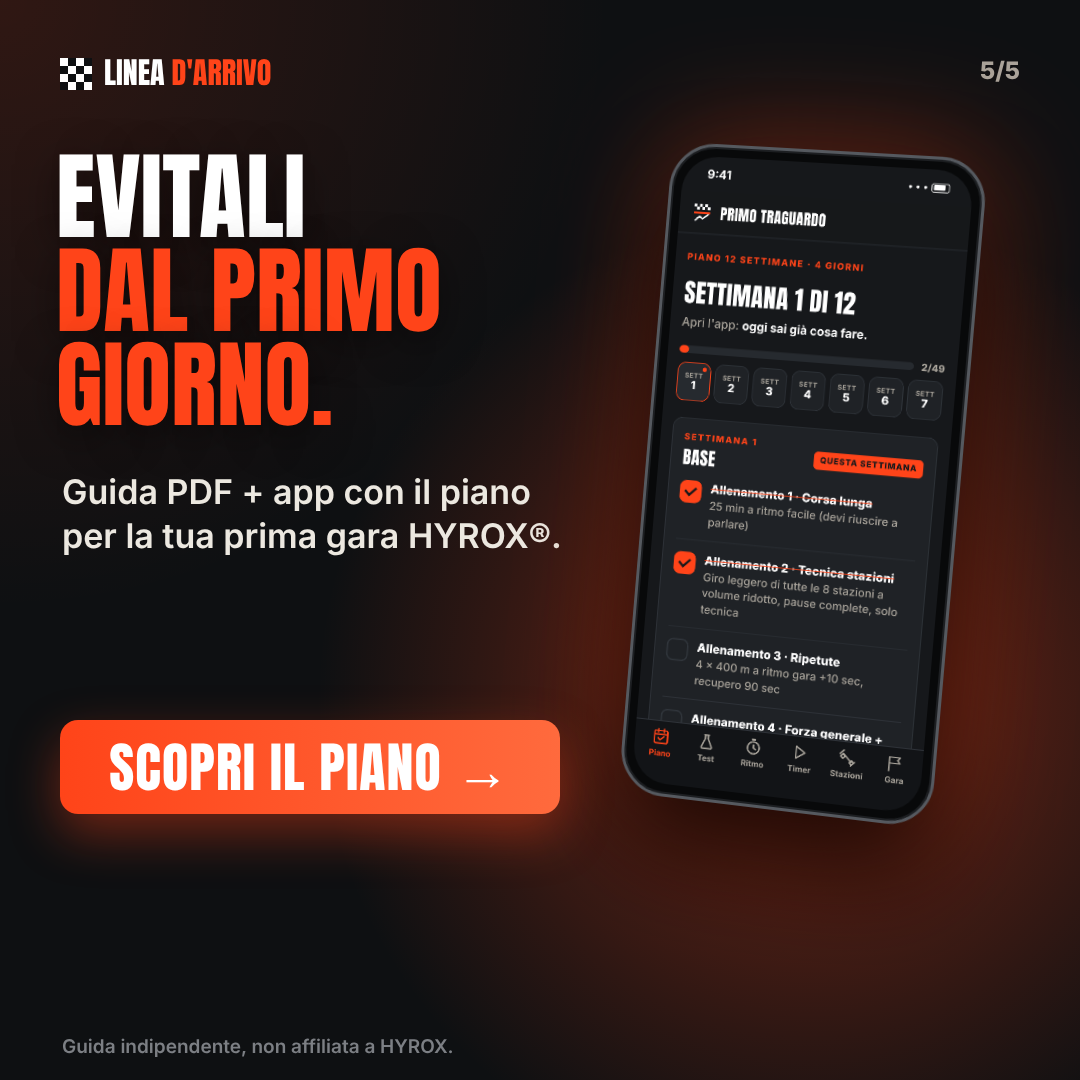 LINEA D'ARRIVO
5/5
EVITALI
DAL PRIMO
GIORNO.
Guida PDF + app con il piano
per la tua prima gara HYROX®.
SCOPRI IL PIANO →
9:41
PRIMO TRAGUARDO
PIANO 12 SETTIMANE · 4 GIORNI
SETTIMANA 1 DI 12
Apri l'app: oggi sai già cosa fare.
2/49
SETT 1 SETT 2 SETT 3 SETT 4 SETT 5 SETT 6 SETT 7
SETTIMANA 1
BASE
QUESTA SETTIMANA
Allenamento 1 · Corsa lunga
25 min a ritmo facile (devi riuscire a
parlare)
Allenamento 2 · Tecnica stazioni
Giro leggero di tutte le 8 stazioni a
volume ridotto, pause complete, solo
tecnica
Allenamento 3 · Ripetute
4 × 400 m a ritmo gara +10 sec,
recupero 90 sec
Allenamento 4 · Forza generale +
Piano Test Ritmo Timer Stazioni Gara
Guida indipendente, non affiliata a HYROX.